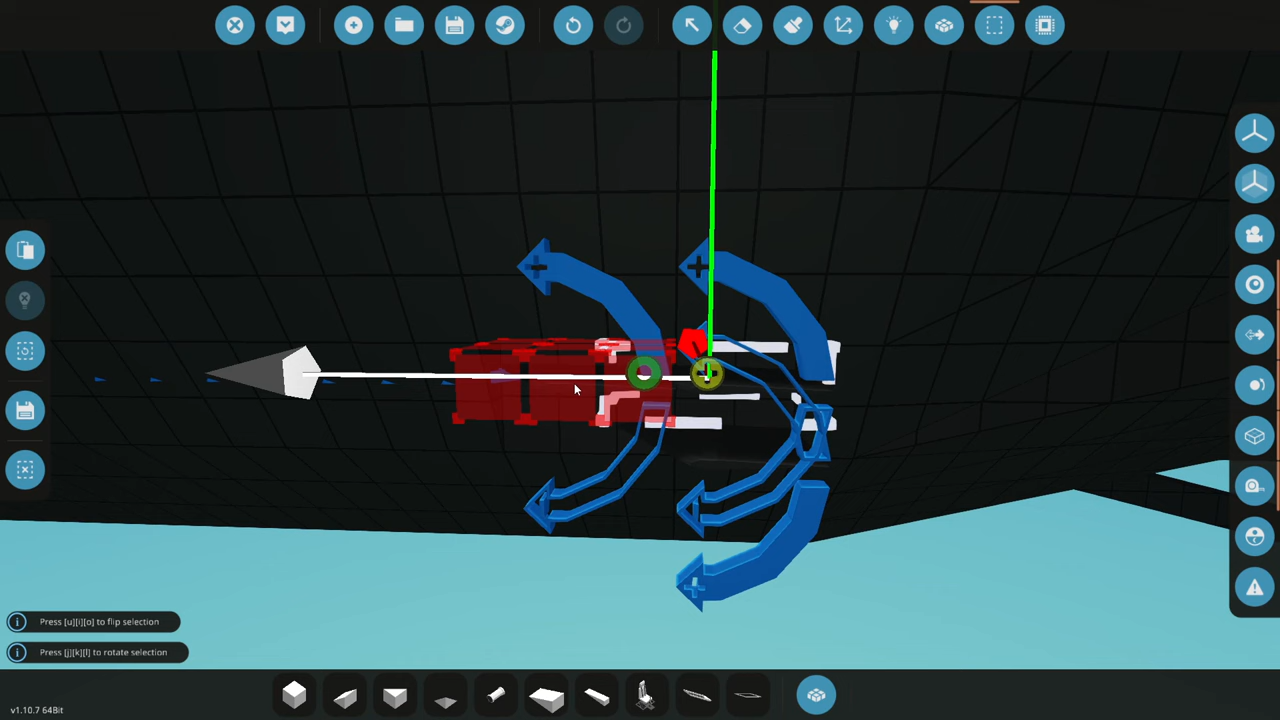 Press [u][i][o] to flip selection
Press [j][k][l] to rotate selection
v1.10.7 64Bit